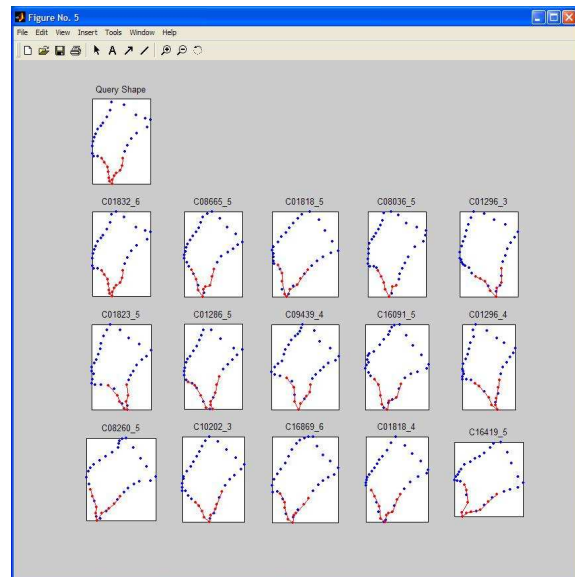 Figure No. 5
File Edit View Insert Tools Window Help
A
Query Shape
C01832_6 C08665_5 C01818_5 C08036_5 C01296_3
C01823_5 C01286_5 C09439_4 C16091_5 C01296_4
C08260_5 C10202_3 C16869_6 C01818_4 C16419_5